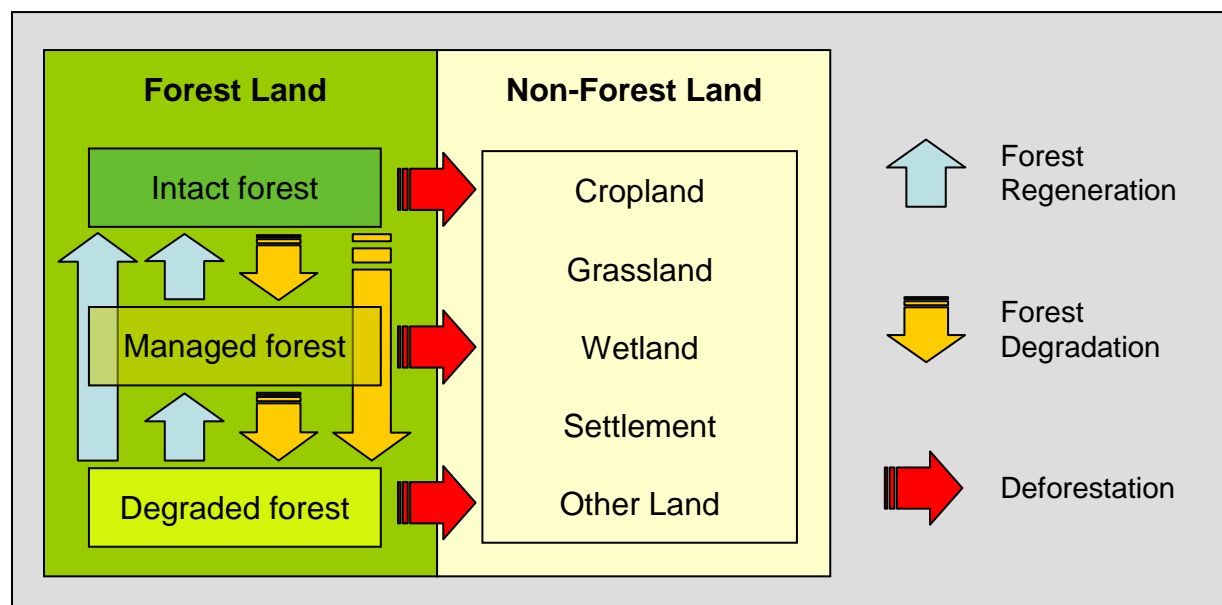 Forest Land
Intact forest
Managed forest
Degraded forest
Non-Forest Land
Cropland
Grassland
Wetland
Settlement
Other Land
Forest
Regeneration
Forest
Degradation
Deforestation